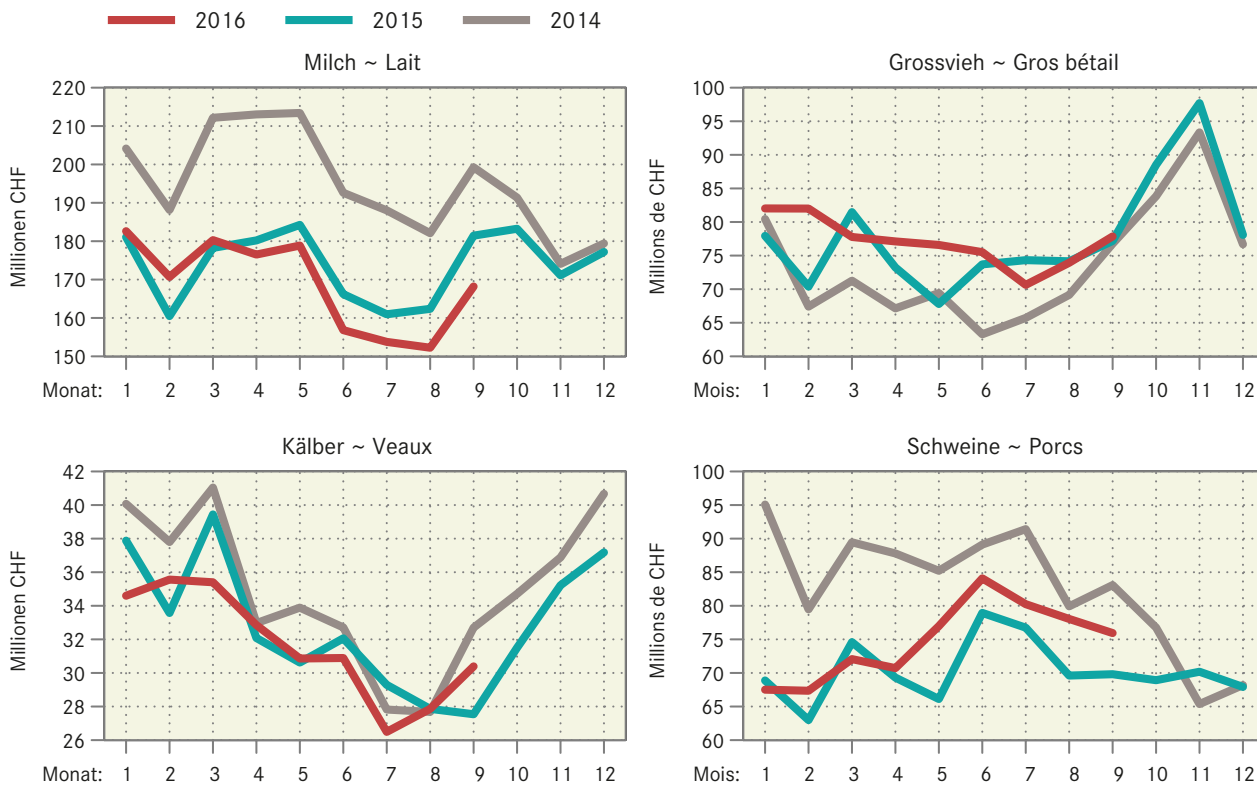 2016 2015 2014
Milch ~ Lait
Millionen CHF
220
210
200
190
180
170
160
150
Monat: 1 2 3 4 5 6 7 8 9 10 11 12
Grossvieh ~ Gros bétail
Millions de CHF
100
95
90
85
80
75
70
65
60
Mois: 1 2 3 4 5 6 7 8 9 10 11 12
Kälber ~ Veaux
Millionen CHF
42
40
38
36
34
32
30
28
26
Monat: 1 2 3 4 5 6 7 8 9 10 11 12
Schweine ~ Porcs
Millions de CHF
100
95
90
85
80
75
70
65
60
Mois: 1 2 3 4 5 6 7 8 9 10 11 12